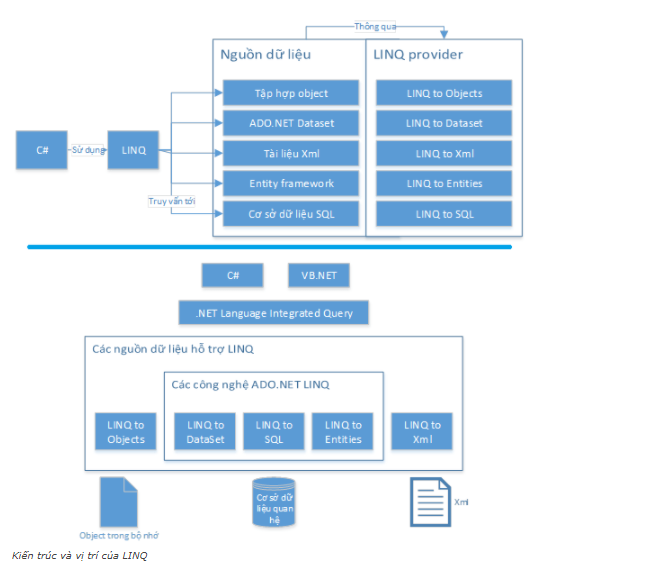 Thông qua
Nguồn dữ liệu
LINQ provider
Tập hợp object
LINQ to Objects
ADO.NET Dataset
LINQ to Dataset
C#
Sử dụng
LINQ
Tài liệu Xml
LINQ to Xml
Entity framework
LINQ to Entities
Truy vấn tới
Cơ sở dữ liệu SQL
LINQ to SQL
C#
VB.NET
.NET Language Integrated Query
Các nguồn dữ liệu hỗ trợ LINQ
Các công nghệ ADO.NET LINQ
LINQ to
Objects
LINQ to
DataSet
LINQ to
SQL
LINQ to
Entities
LINQ to
Xml
Object trong bộ nhớ
Cơ sở dữ
liệu quan
hệ
Xml
Kiến trúc và vị trí của LINQ